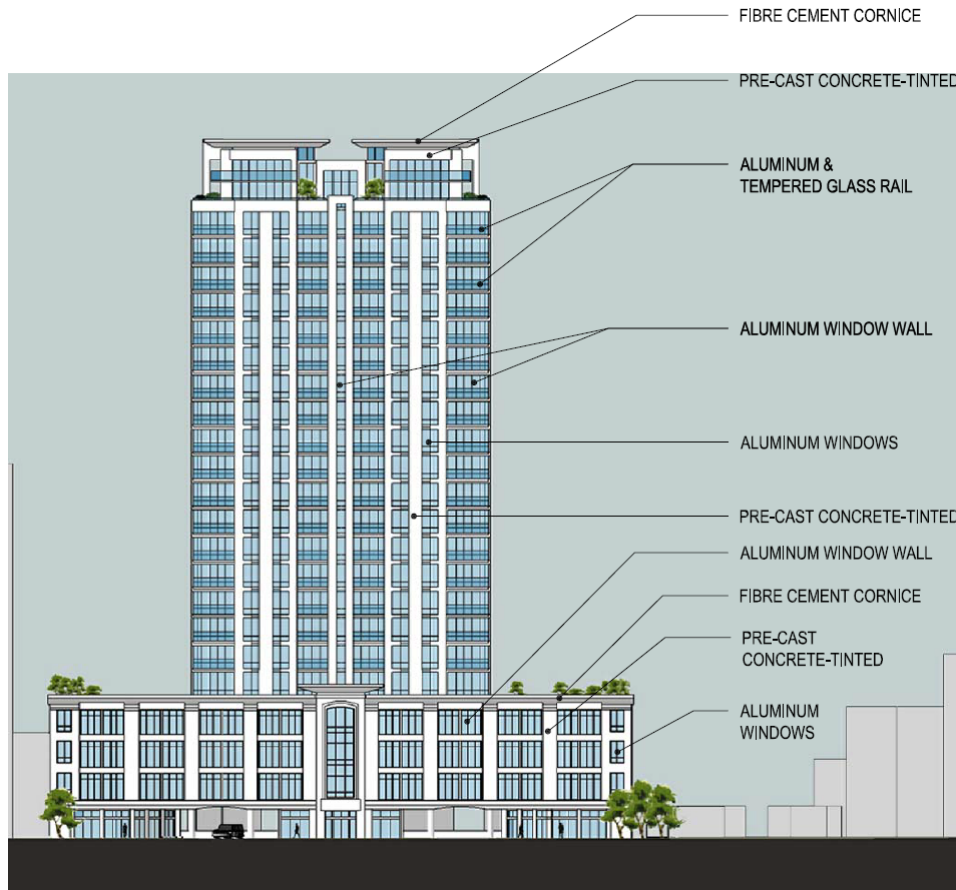 FIBRE CEMENT CORNICE
PRE-CAST CONCRETE-TINTED
ALUMINUM &
TEMPERED GLASS RAIL
ALUMINUM WINDOW WALL
ALUMINUM WINDOWS
PRE-CAST CONCRETE-TINTED
ALUMINUM WINDOW WALL
FIBRE CEMENT CORNICE
PRE-CAST
CONCRETE-TINTED
ALUMINUM
WINDOWS